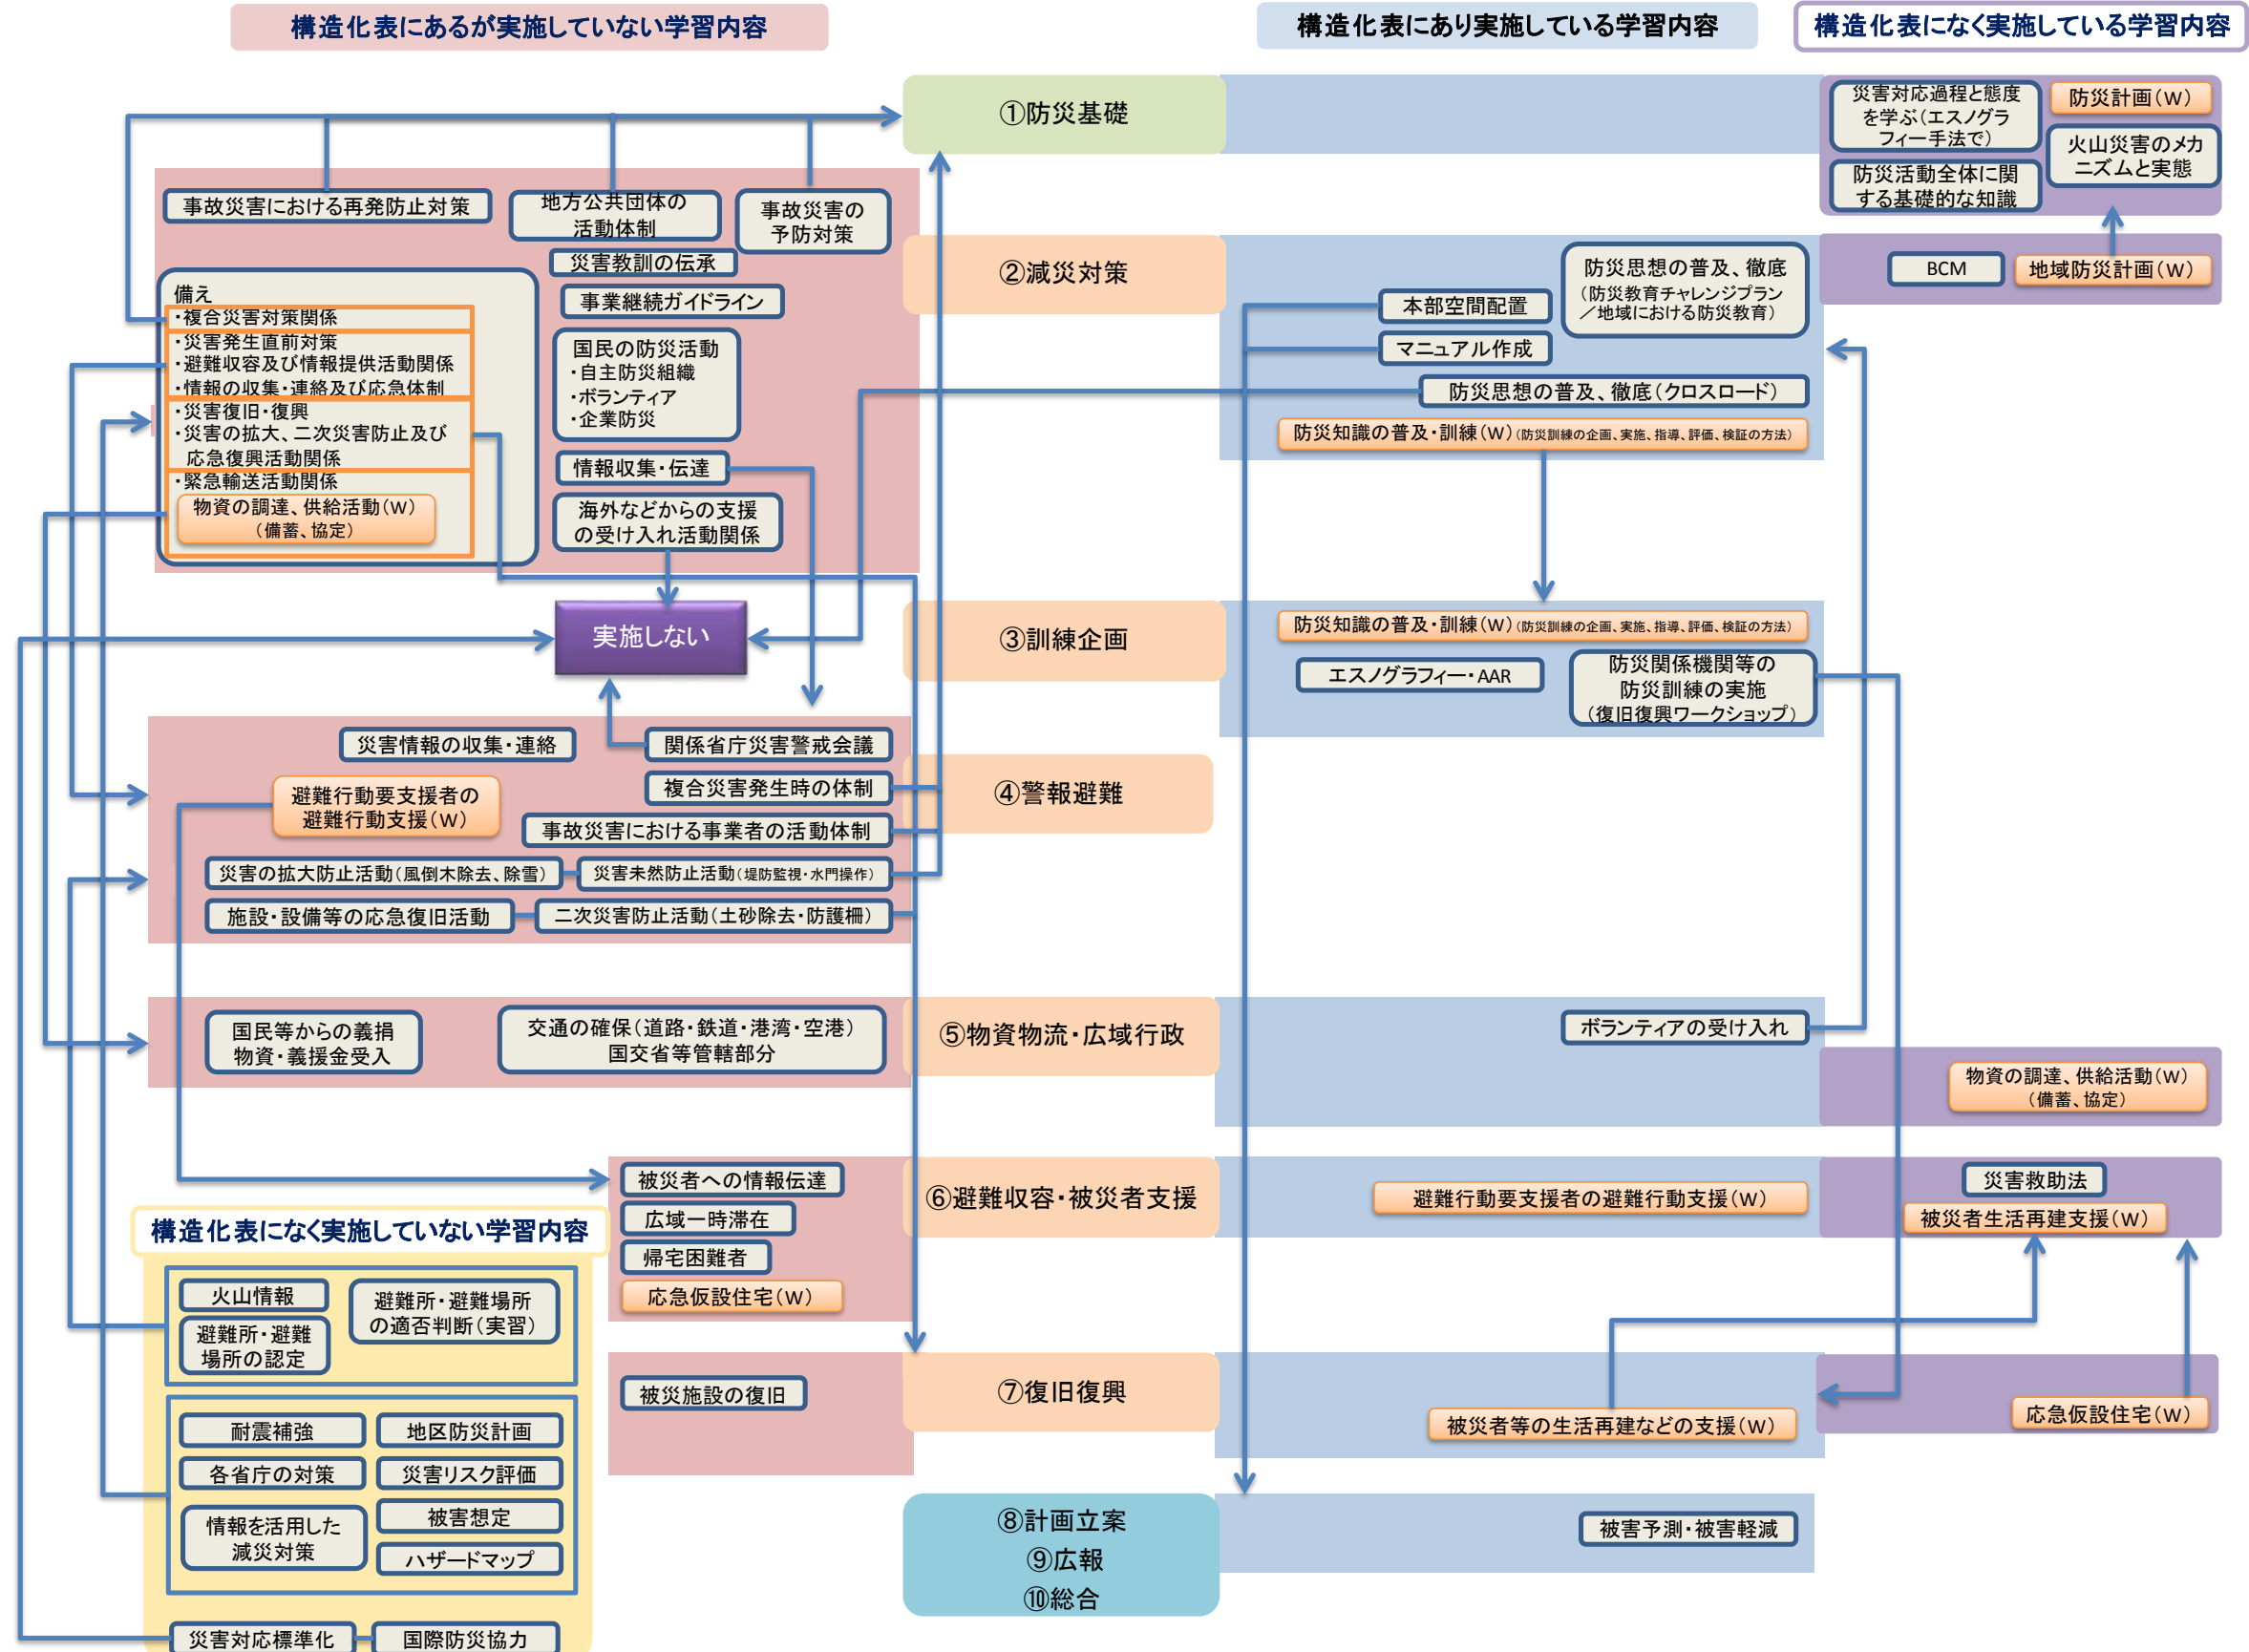 構造化表にあるが実施していない学習内容
構造化表にあり実施している学習内容
構造化表になく実施している学習内容
①防災基礎
災害対応過程と態度
を学ぶ(エスノグラ
フィー手法で)
防災計画(W)
火山災害のメカ
ニズムと実態
防災活動全体に関
する基礎的な知識
事故災害における再発防止対策
地方公共団体の
活動体制
事故災害の
予防対策
災害教訓の伝承
事業継続ガイドライン
備え
・複合災害対策関係
・災害発生直前対策
・避難収容及び情報提供活動関係
・情報の収集・連絡及び応急体制
・災害復旧・復興
・災害の拡大、二次災害防止及び
応急復興活動関係
・緊急輸送活動関係
物資の調達、供給活動(W)
(備蓄、協定)
国民の防災活動
・自主防災組織
・ボランティア
・企業防災
情報収集・伝達
海外などからの支援
の受け入れ活動関係
②減災対策
本部空間配置
マニュアル作成
防災思想の普及、徹底
(防災教育チャレンジプラン
/地域における防災教育)
防災思想の普及、徹底(クロスロード)
防災知識の普及・訓練(W)(防災訓練の企画、実施、指導、評価、検証の方法)
BCM
地域防災計画(W)
実施しない
③訓練企画
防災知識の普及・訓練(W)(防災訓練の企画、実施、指導、評価、検証の方法)
エスノグラフィー・AAR
防災関係機関等の
防災訓練の実施
(復旧復興ワークショップ)
災害情報の収集・連絡
関係省庁災害警戒会議
複合災害発生時の体制
避難行動要支援者の
避難行動支援(W)
事故災害における事業者の活動体制
災害の拡大防止活動(風倒木除去、除雪)
災害未然防止活動(堤防監視・水門操作)
施設・設備等の応急復旧活動
二次災害防止活動(土砂除去・防護柵)
④警報避難
国民等からの義捐
物資・義援金受入
交通の確保(道路・鉄道・港湾・空港)
国交省等管轄部分
⑤物資物流・広域行政
ボランティアの受け入れ
物資の調達、供給活動(W)
(備蓄、協定)
被災者への情報伝達
広域一時滞在
帰宅困難者
応急仮設住宅(W)
⑥避難収容・被災者支援
避難行動要支援者の避難行動支援(W)
災害救助法
被災者生活再建支援(W)
構造化表になく実施していない学習内容
火山情報
避難所・避難
場所の認定
避難所・避難場所
の適否判断(実習)
耐震補強
地区防災計画
各省庁の対策
災害リスク評価
情報を活用した
減災対策
被害想定
ハザードマップ
災害対応標準化
国際防災協力
被災施設の復旧
⑦復旧復興
被災者等の生活再建などの支援(W)
応急仮設住宅(W)
⑧計画立案
⑨広報
⑩総合
被害予測・被害軽減